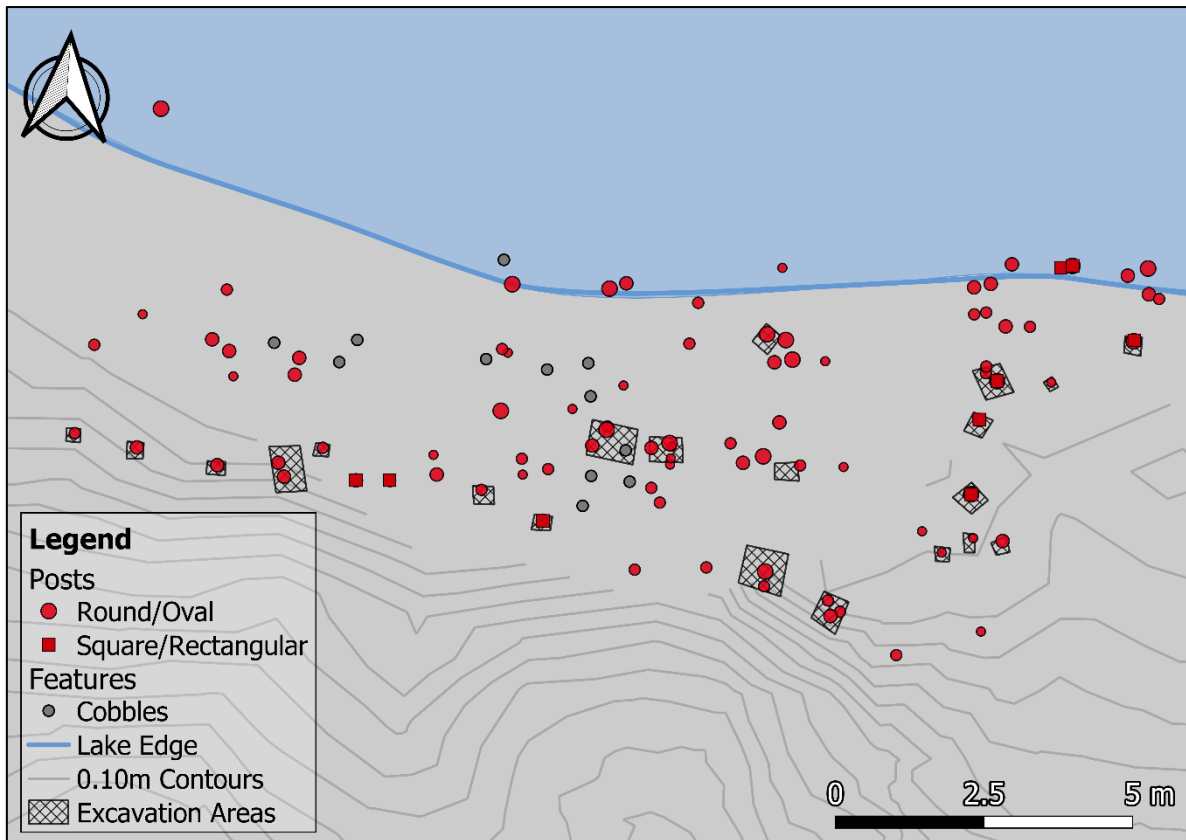 Legend
Posts
Round/Oval
Square/Rectangular
Features
Cobbles
Lake Edge
0.10m Contours
Excavation Areas
0 2.5 5 m